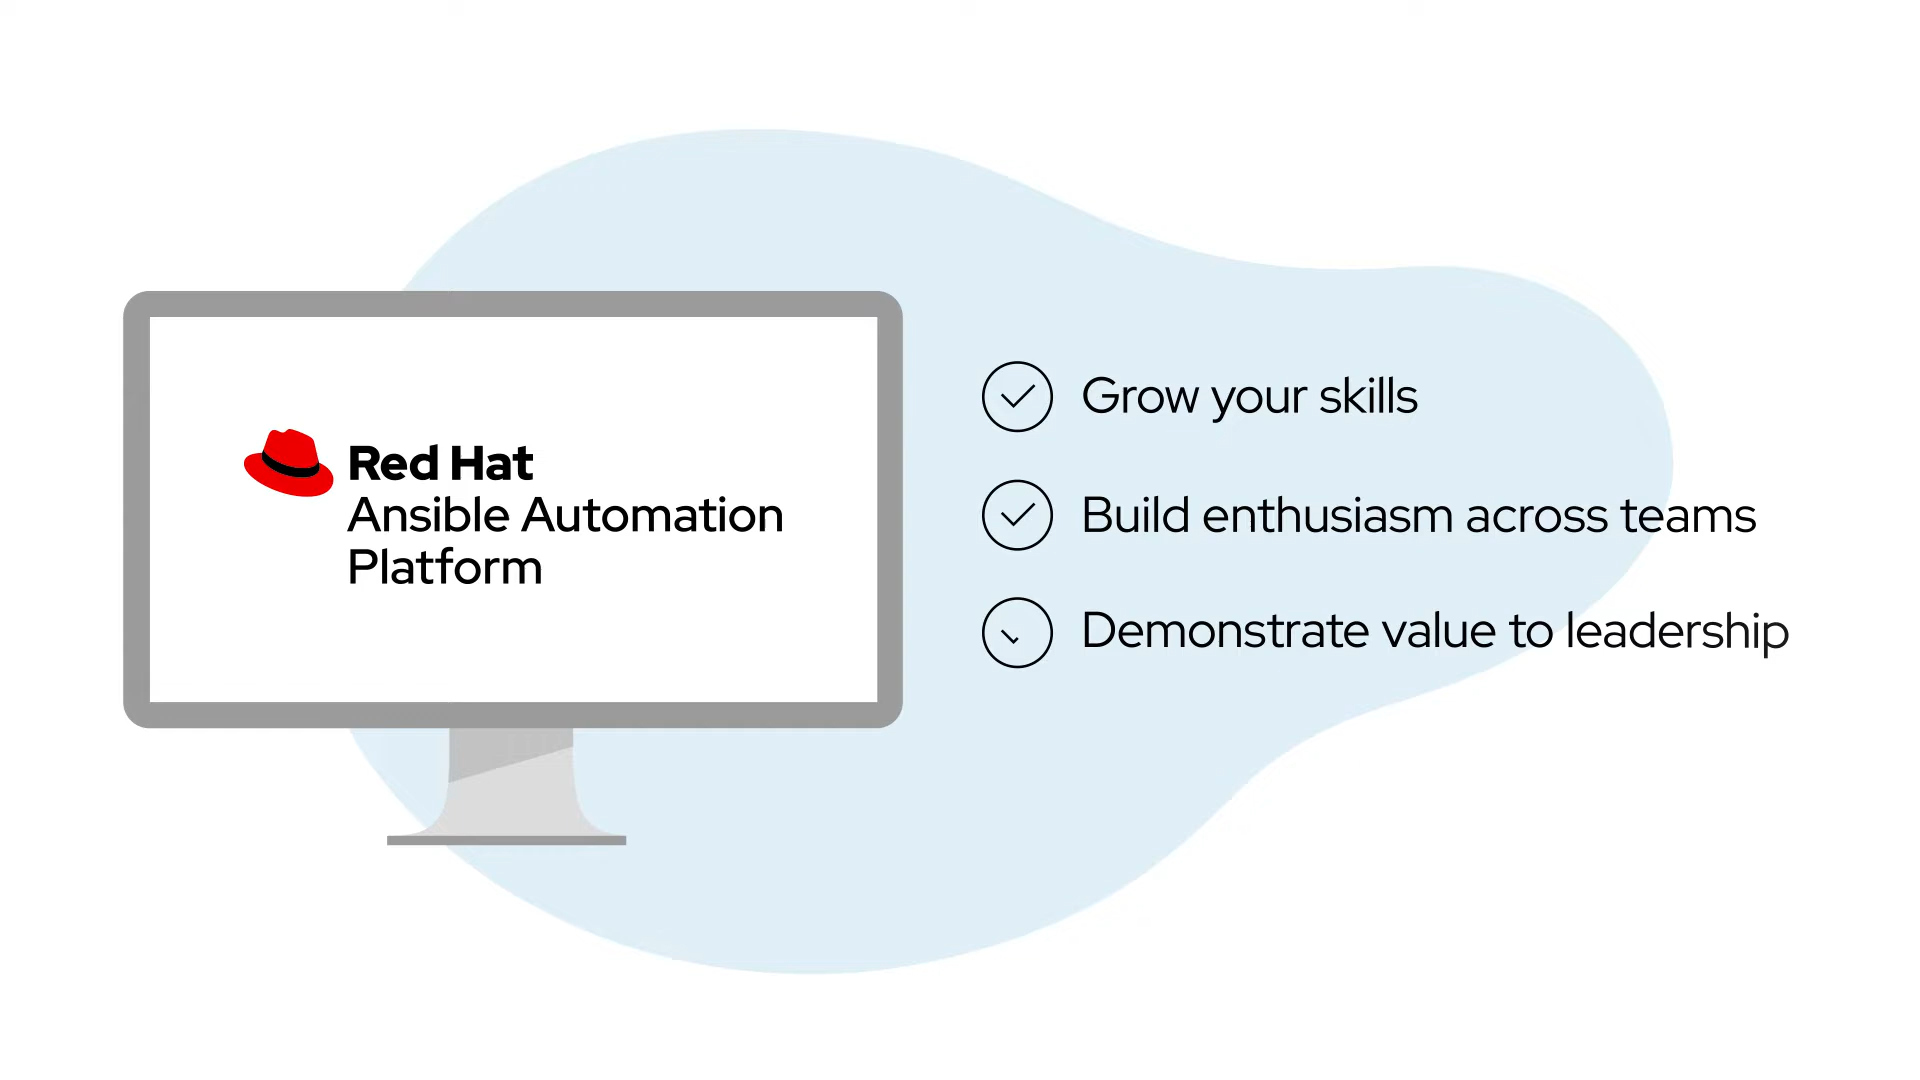 Red Hat
Ansible Automation
Platform
Grow your skills
Build enthusiasm across teams
Demonstrate value to leadership